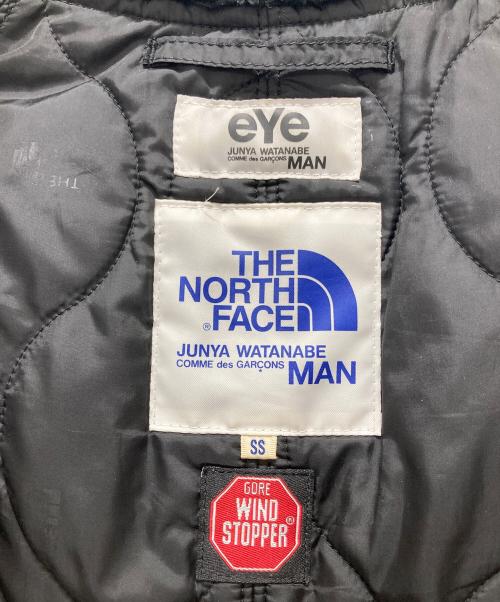 eYe
JUNYA WATANABE
COMME des GARÇONS MAN
THE
NORTH
FACE
®
JUNYA WATANABE
COMME des GARÇONS MAN
SS
GORE
WIND
STOPPER®
THE